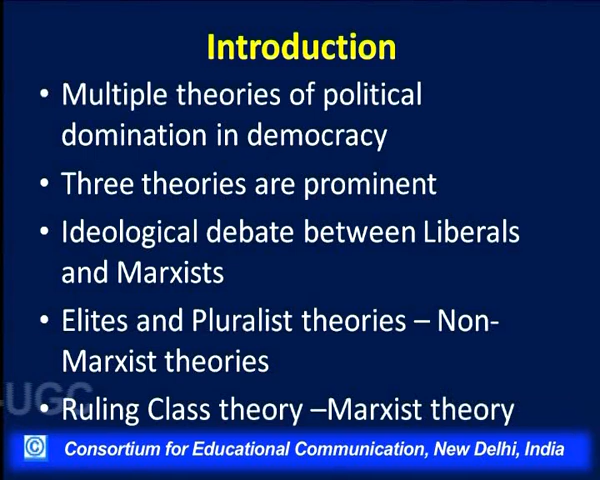 Introduction
• Multiple theories of political
domination in democracy
• Three theories are prominent
• Ideological debate between Liberals
and Marxists
• Elites and Pluralist theories – Non-
Marxist theories
• Ruling Class theory –Marxist theory
-UGC
© Consortium for Educational Communication, New Delhi, India